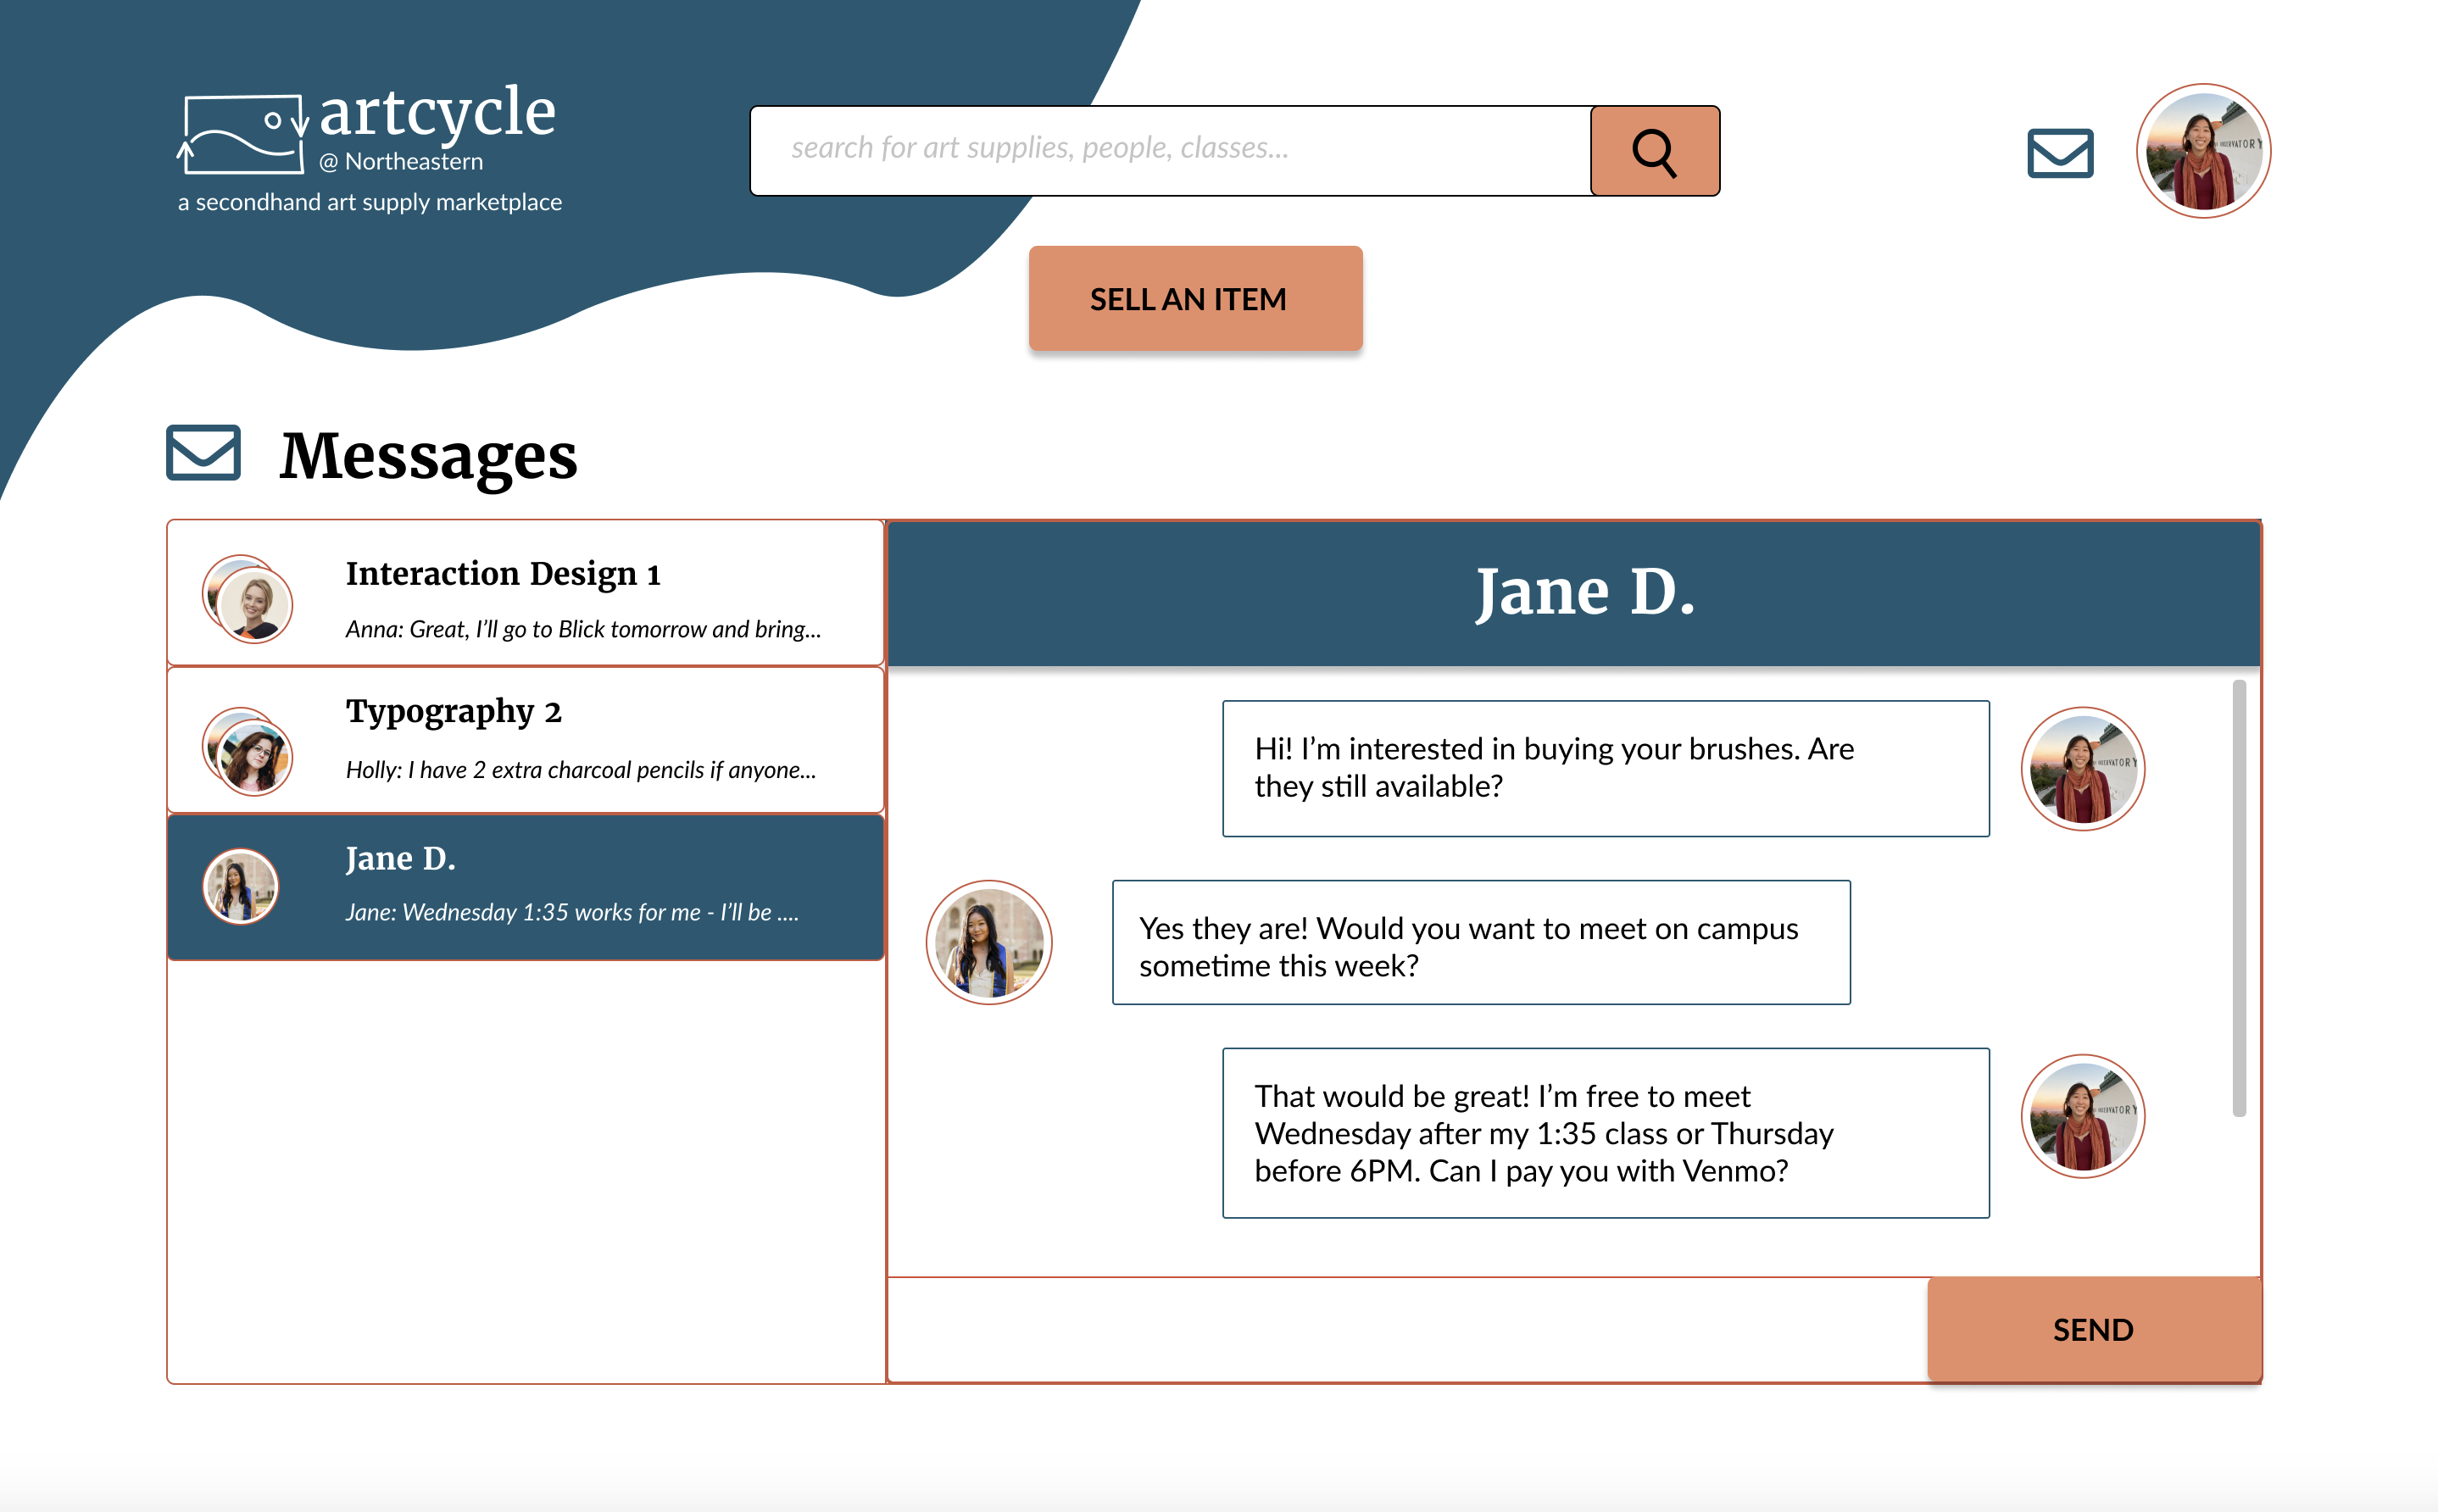 artcycle
@ Northeastern
a secondhand art supply marketplace
search for art supplies, people, classes...
OBSERVATORY
SELL AN ITEM
Messages
Interaction Design 1
Anna: Great, I’ll go to Blick tomorrow and bring...
Typography 2
Holly: I have 2 extra charcoal pencils if anyone...
Jane D.
Jane: Wednesday 1:35 works for me - I’ll be ....
Jane D.
Hi! I’m interested in buying your brushes. Are
they still available?
Yes they are! Would you want to meet on campus
sometime this week?
That would be great! I’m free to meet
Wednesday after my 1:35 class or Thursday
before 6PM. Can I pay you with Venmo?
SEND